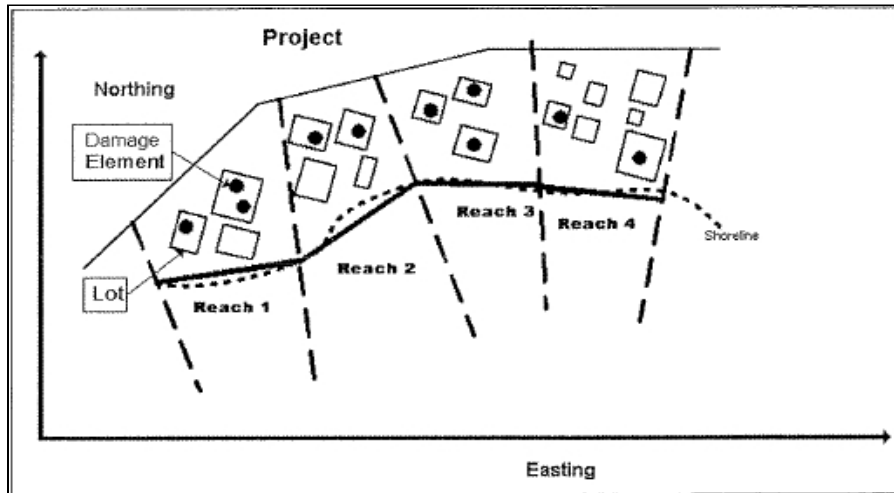 Project
Northing
Damage
Element
Lot
Reach 1
Reach 2
Reach 3
Reach 4
Shoreline
Easting